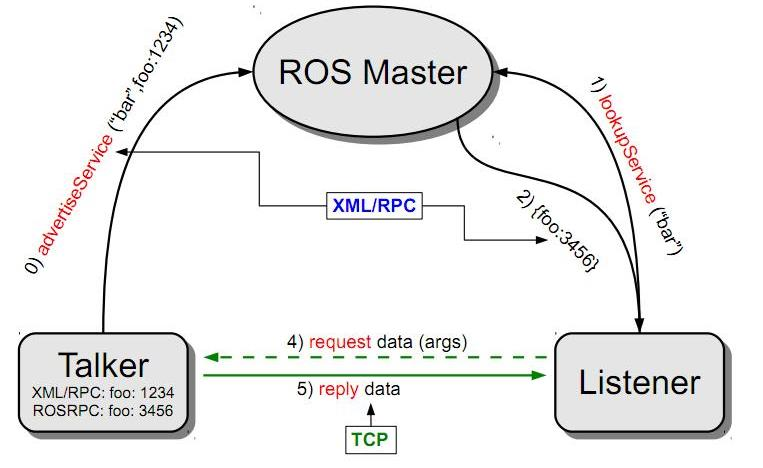 ROS Master
0) advertiseService ("bar",foo:1234)
1) lookupService ("bar")
XML/RPC
2) {foo:3456}
4) request data (args)
5) reply data
TCP
Talker
XML/RPC: foo: 1234
ROSRPC: foo: 3456
Listener